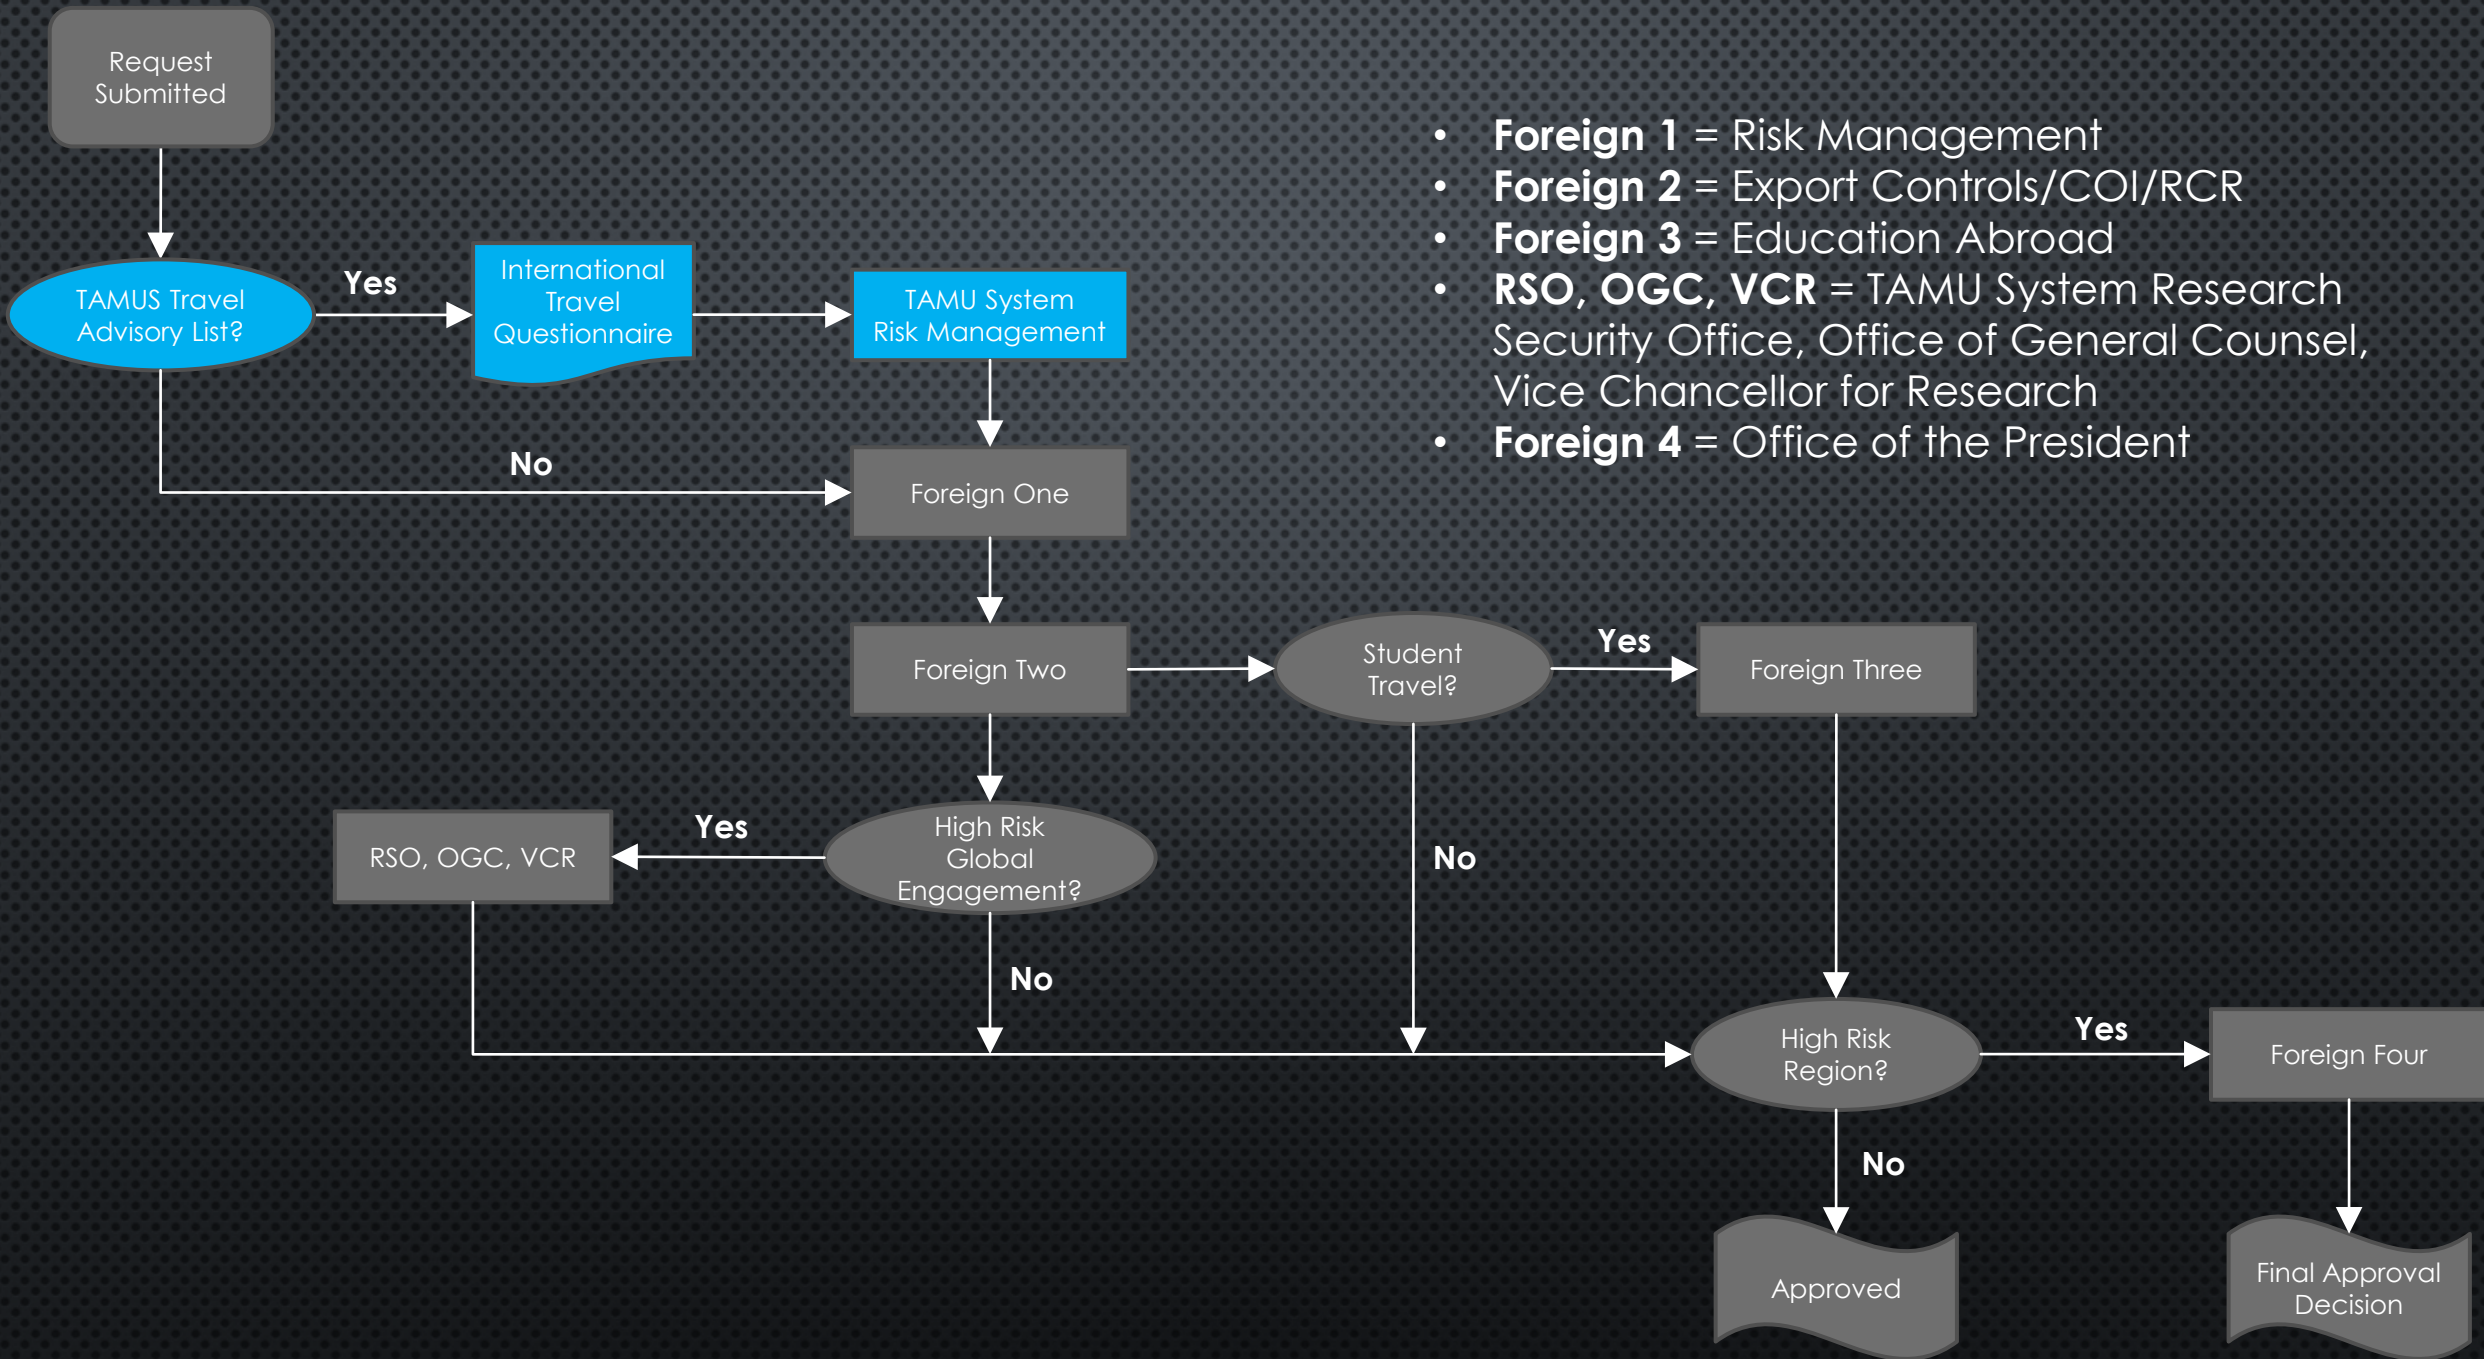 Request
Submitted
• Foreign 1 = Risk Management
• Foreign 2 = Export Controls/COI/RCR
• Foreign 3 = Education Abroad
• RSO, OGC, VCR = TAMU System Research
Security Office, Office of General Counsel,
Vice Chancellor for Research
• Foreign 4 = Office of the President
TAMUS Travel
Advisory List?
Yes
International
Travel
Questionnaire
TAMU System
Risk Management
No
Foreign One
Foreign Two
Student
Travel?
Yes
Foreign Three
RSO, OGC, VCR
Yes
High Risk
Global
Engagement?
No
No
High Risk
Region?
Yes
Foreign Four
No
Approved
Final Approval
Decision